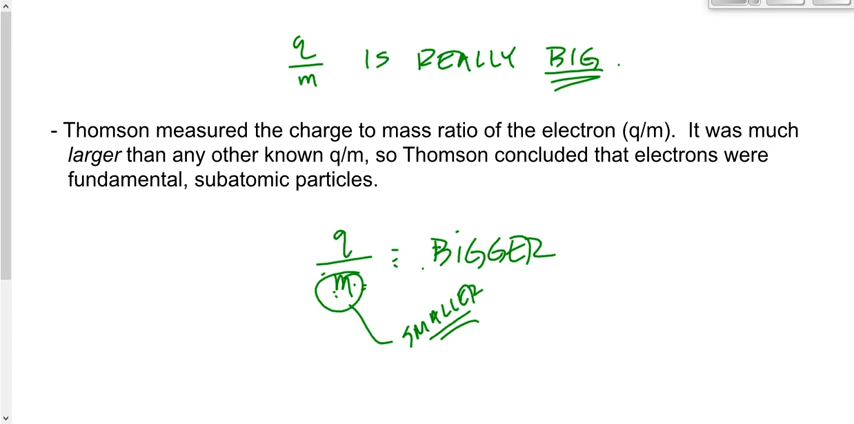 q/m IS REALLY BIG.
- Thomson measured the charge to mass ratio of the electron (q/m). It was much
larger than any other known q/m, so Thomson concluded that electrons were
fundamental, subatomic particles.
q/m = BIGGER
SMALLER